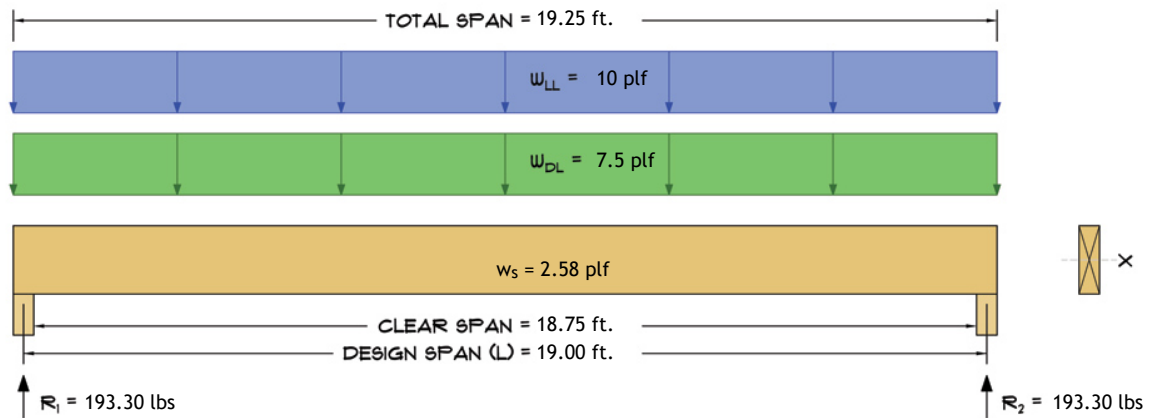 TOTAL SPAN = 19.25 ft.
WLL = 10 plf
WDL = 7.5 plf
ws = 2.58 plf
X
CLEAR SPAN = 18.75 ft.
DESIGN SPAN (L) = 19.00 ft.
R1 = 193.30 lbs
R2 = 193.30 lbs